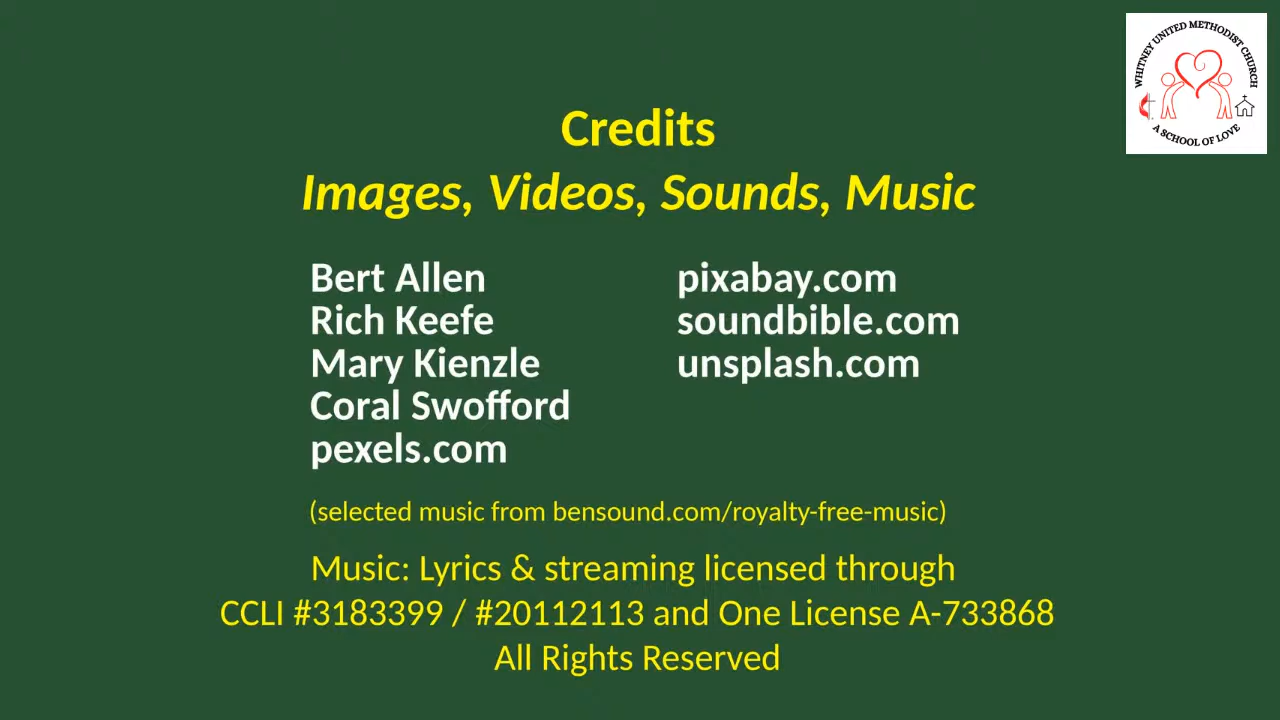 WHITNEY UNITED METHODIST CHURCH
A SCHOOL OF LOVE
Credits
Images, Videos, Sounds, Music
Bert Allen
Rich Keefe
Mary Kienzle
Coral Swofford
pexels.com
pixabay.com
soundbible.com
unsplash.com
(selected music from bensound.com/royalty-free-music)
Music: Lyrics & streaming licensed through
CCLI #3183399 / #20112113 and One License A-733868
All Rights Reserved